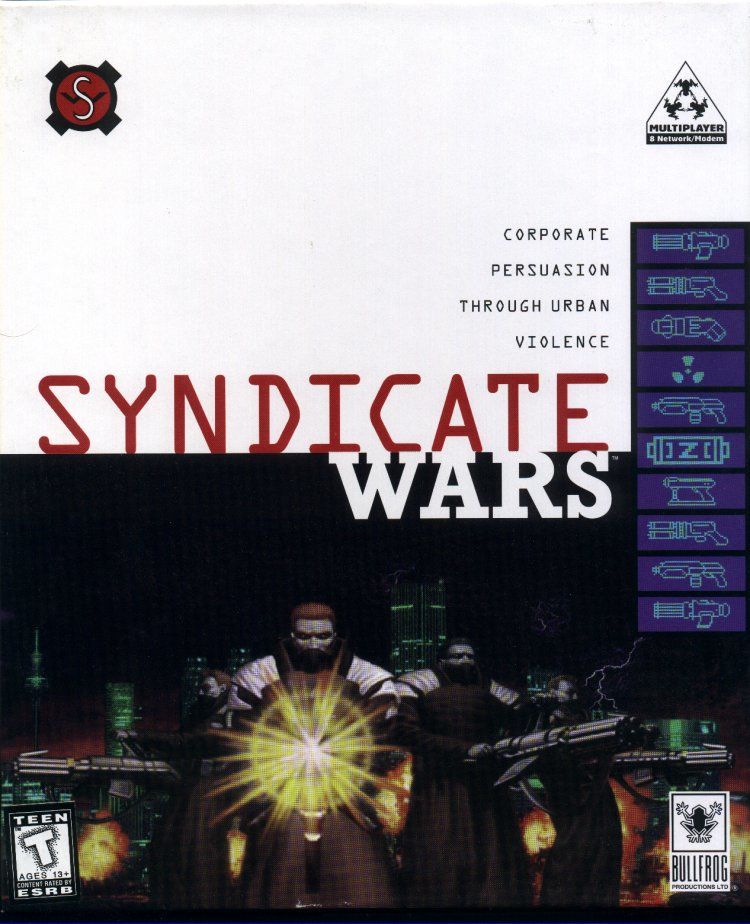 S
MULTIPLAYER
8 Network/Modem
CORPORATE
PERSUASION
THROUGH URBAN
VIOLENCE
SYNDICATE
WARS™
TEEN
T
AGES 13+
CONTENT RATED BY
ESRB
BULLFROG
PRODUCTIONS LTD ®